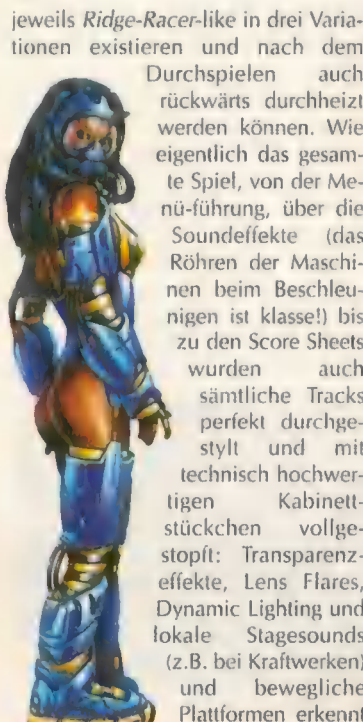 jeweils Ridge-Racer-like in drei Varia-
tionen existieren und nach dem
Durchspielen auch
rückwärts durchheizt
werden können. Wie
eigentlich das gesam-
te Spiel, von der Me-
nü-führung, über die
Soundeffekte (das
Röhren der Maschi-
nen beim Beschleu-
nigen ist klasse!) bis
zu den Score Sheets
wurden auch
sämtliche Tracks
perfekt durchge-
stylt und mit
technisch hochwer-
tigen Kabinett-
stückchen vollge-
stopft: Transparenz-
effekte, Lens Flares,
Dynamic Lighting und
lokale Stagesounds
(z.B. bei Kraftwerken)
und bewegliche
Plattformen erkennt